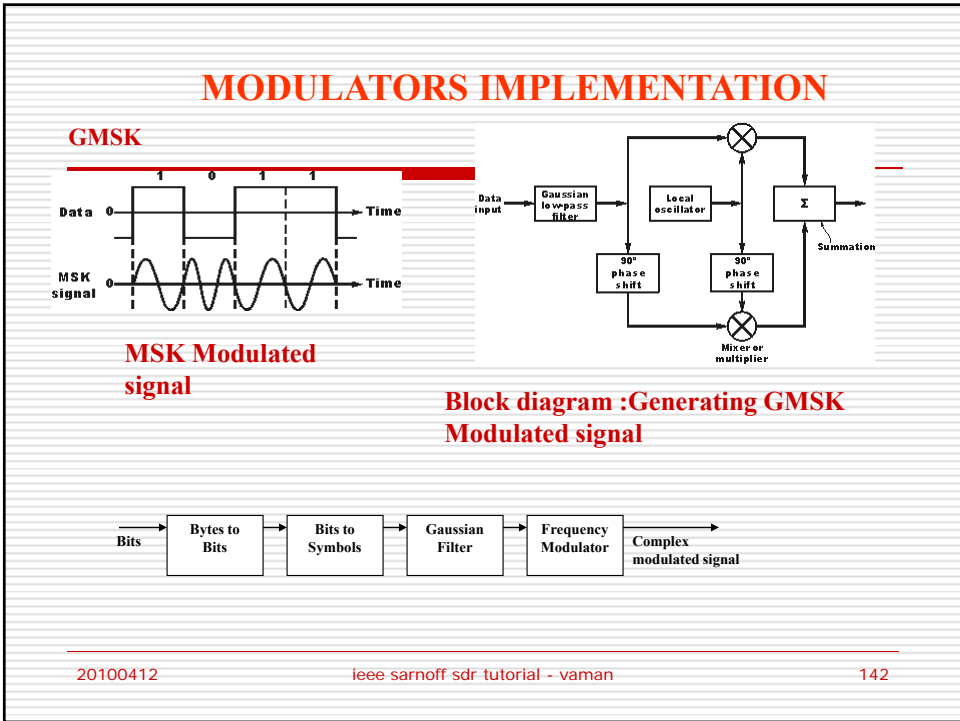 MODULATORS IMPLEMENTATION
GMSK
1 0 1 1
Data 0
Time
MSK
signal
0
Time
MSK Modulated
signal
Data
input
Gaussian
low-pass
filter
Local
oscillator
Σ
Summation
90°
phase
shift
90°
phase
shift
Mixer or
multiplier
Block diagram :Generating GMSK
Modulated signal
Bits
Bytes to
Bits
Bits to
Symbols
Gaussian
Filter
Frequency
Modulator
Complex
modulated signal
20100412 ieee sarnoff sdr tutorial - vaman 142